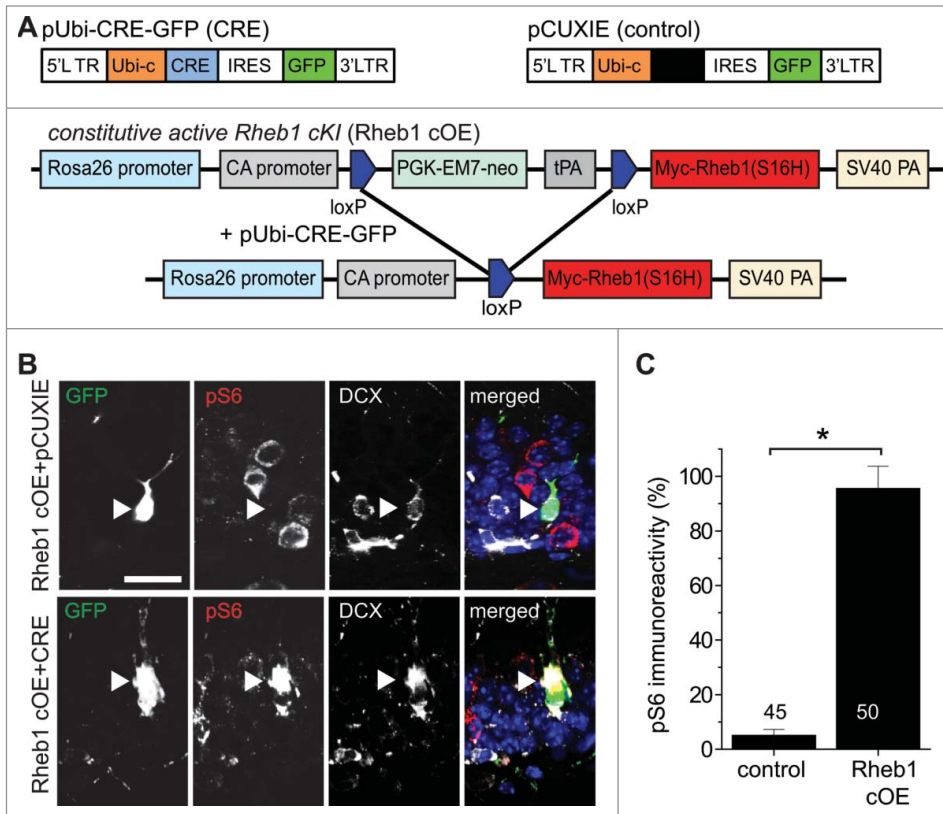 A
pUbi-CRE-GFP (CRE)
5'L TR Ubi-c CRE IRES GFP 3'LTR
pCUXIE (control)
5'L TR Ubi-c IRES GFP 3'LTR
constitutive active Rheb1 cKI (Rheb1 cOE)
Rosa26 promoter CA promoter PGK-EM7-neo tPA Myc-Rheb1(S16H) SV40 PA
loxP loxP
+ pUbi-CRE-GFP
Rosa26 promoter CA promoter Myc-Rheb1(S16H) SV40 PA
loxP
B
Rheb1 cOE+pCUXIE
GFP pS6 DCX merged
Rheb1 cOE+CRE
GFP pS6 DCX merged
C
pS6 immunoreactivity (%)
*
100
80
60
40
20
0
45 50
control Rheb1
cOE